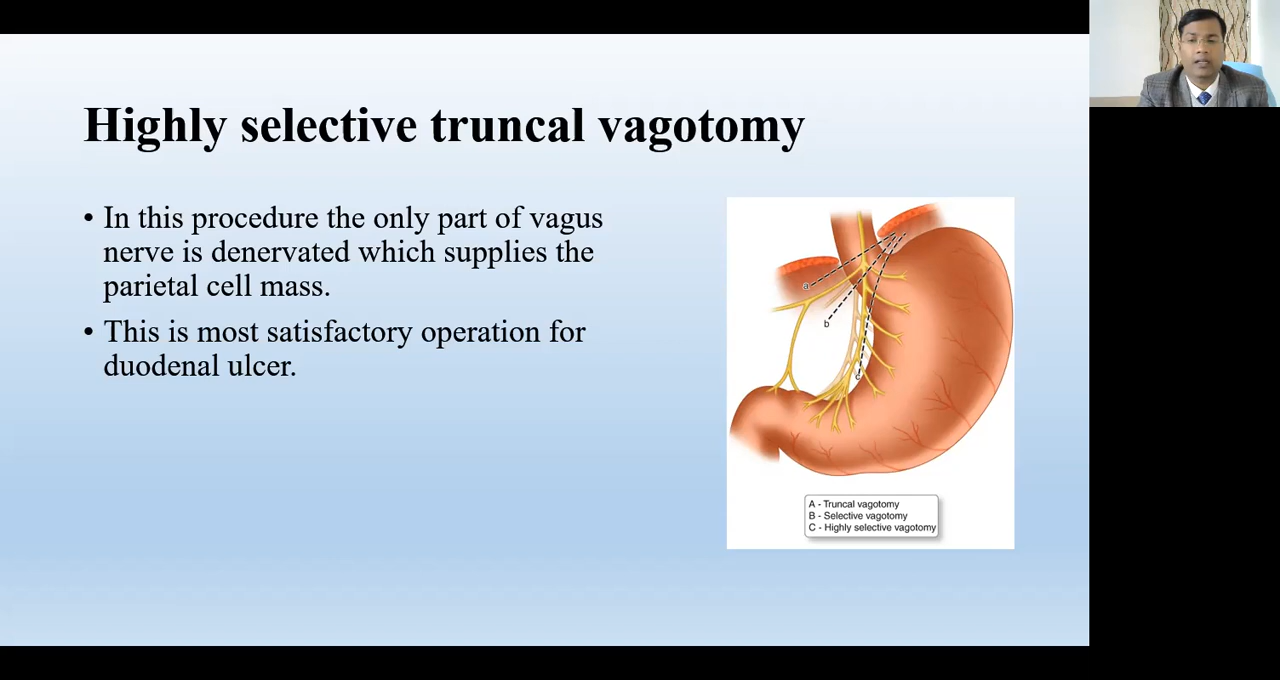 Highly selective truncal vagotomy
• In this procedure the only part of vagus
nerve is denervated which supplies the
parietal cell mass.
• This is most satisfactory operation for
duodenal ulcer.
a
b
c
A - Truncal vagotomy
B - Selective vagotomy
C - Highly selective vagotomy